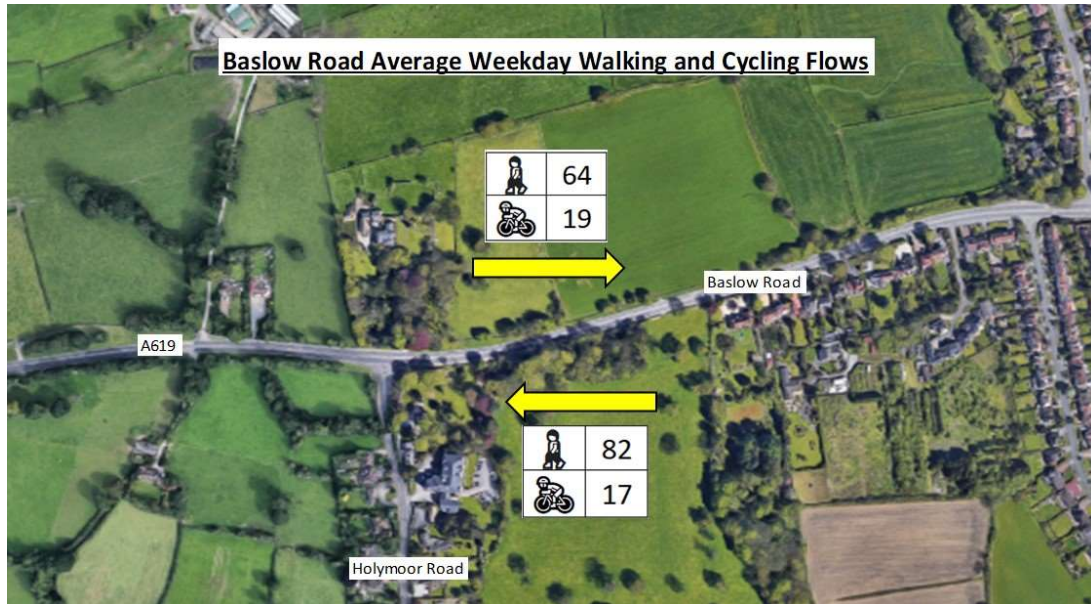 Baslow Road Average Weekday Walking and Cycling Flows
64
19
Baslow Road
A619
82
17
Holymoor Road